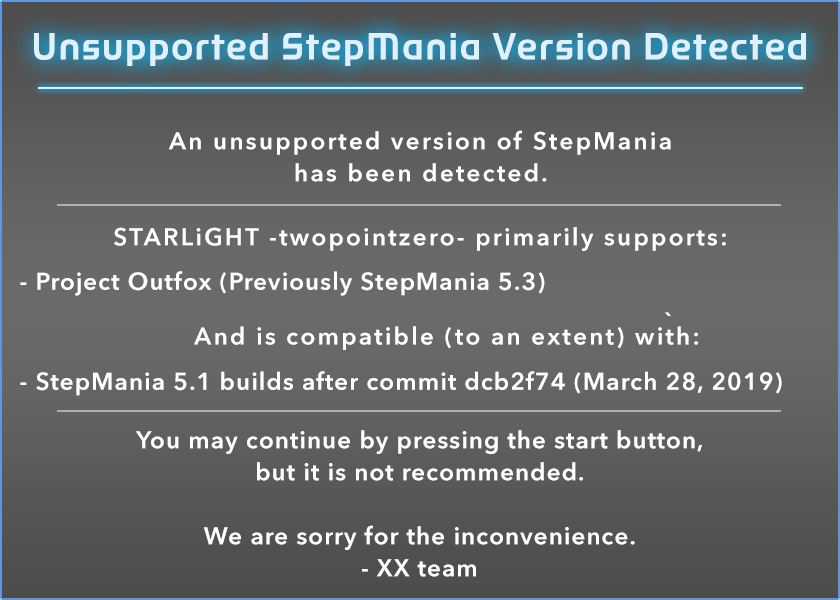 Unsupported StepMania Version Detected
An unsupported version of StepMania
has been detected.
STARLiGHT -twopointzero- primarily supports:
- Project Outfox (Previously StepMania 5.3)
`
And is compatible (to an extent) with:
- StepMania 5.1 builds after commit dcb2f74 (March 28, 2019)
You may continue by pressing the start button,
but it is not recommended.
We are sorry for the inconvenience.
- XX team